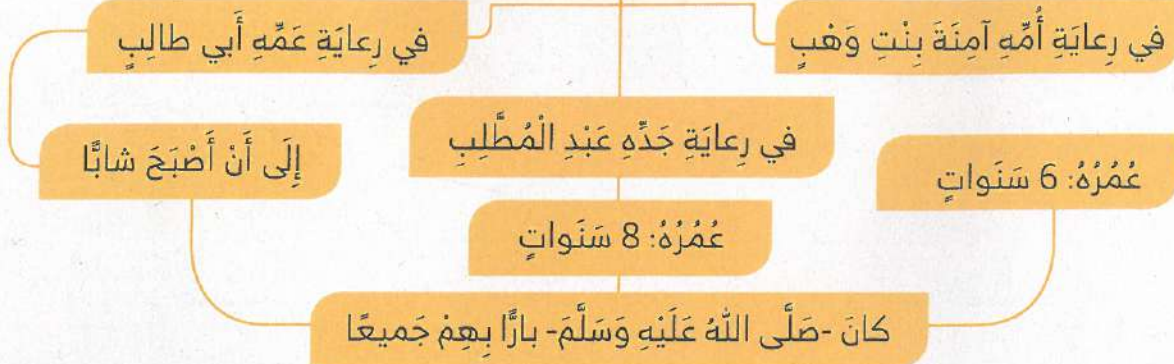 في رِعايَةِ أُمِّهِ آمِنَةَ بِنْتِ وَهْبٍ
في رِعايَةِ عَمِّهِ أَبي طالِبٍ
في رِعايَةِ جَدِّهِ عَبْدِ الْمُطَّلِبِ
إِلَى أَنْ أَصْبَحَ شابًّا
عُمُرُهُ: 6 سَنَواتٍ
عُمُرُهُ: 8 سَنَواتٍ
كانَ -صَلَّى اللهُ عَلَيْهِ وَسَلَّمَ- بارًّا بِهِمْ جَميعًا